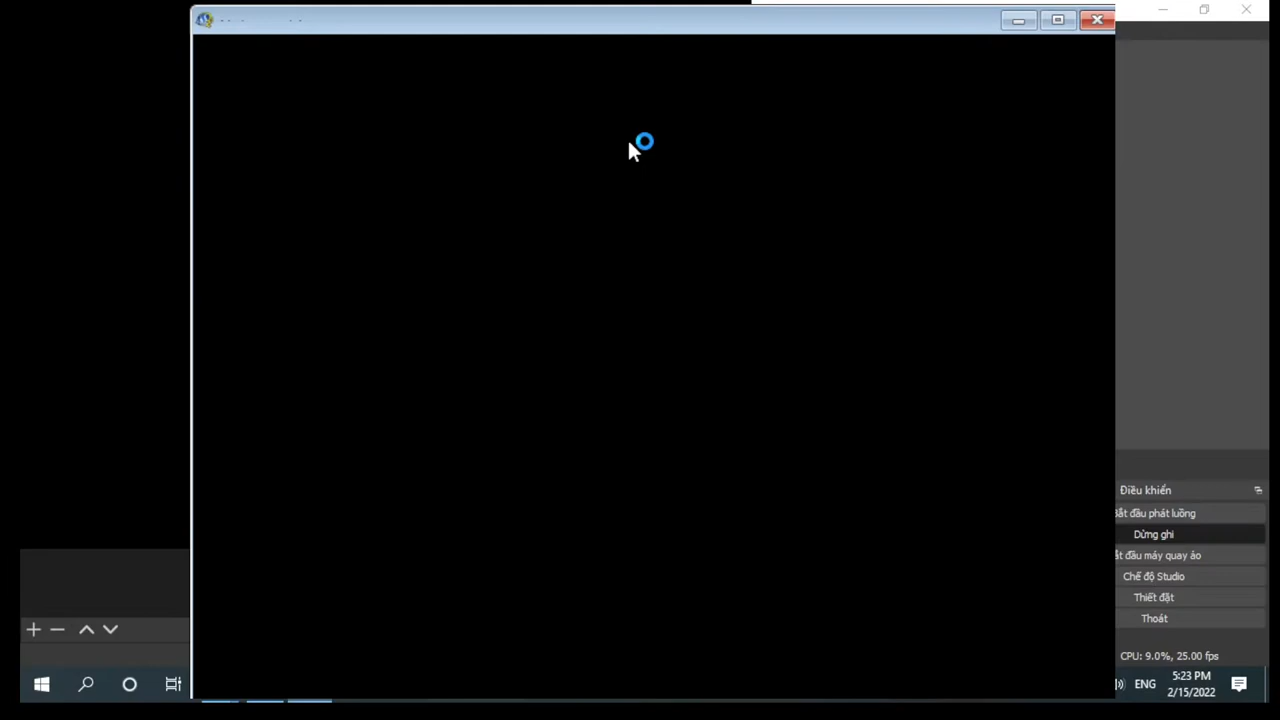 Điều khiển
Bắt đầu phát luồng
Dừng ghi
ắt đầu máy quay ảo
Chế độ Studio
Thiết đặt
Thoát
CPU: 9.0%, 25.00 fps
ENG
5:23 PM
2/15/2022